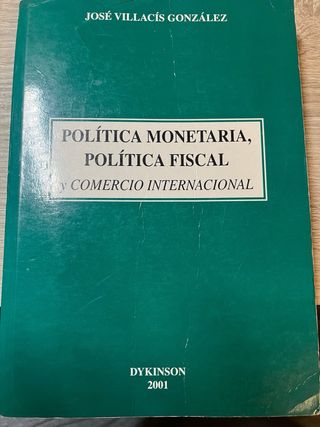 JOSÉ VILLACÍS GONZÁLEZ
POLÍTICA MONETARIA,
POLÍTICA FISCAL
y COMERCIO INTERNACIONAL
DYKINSON
2001